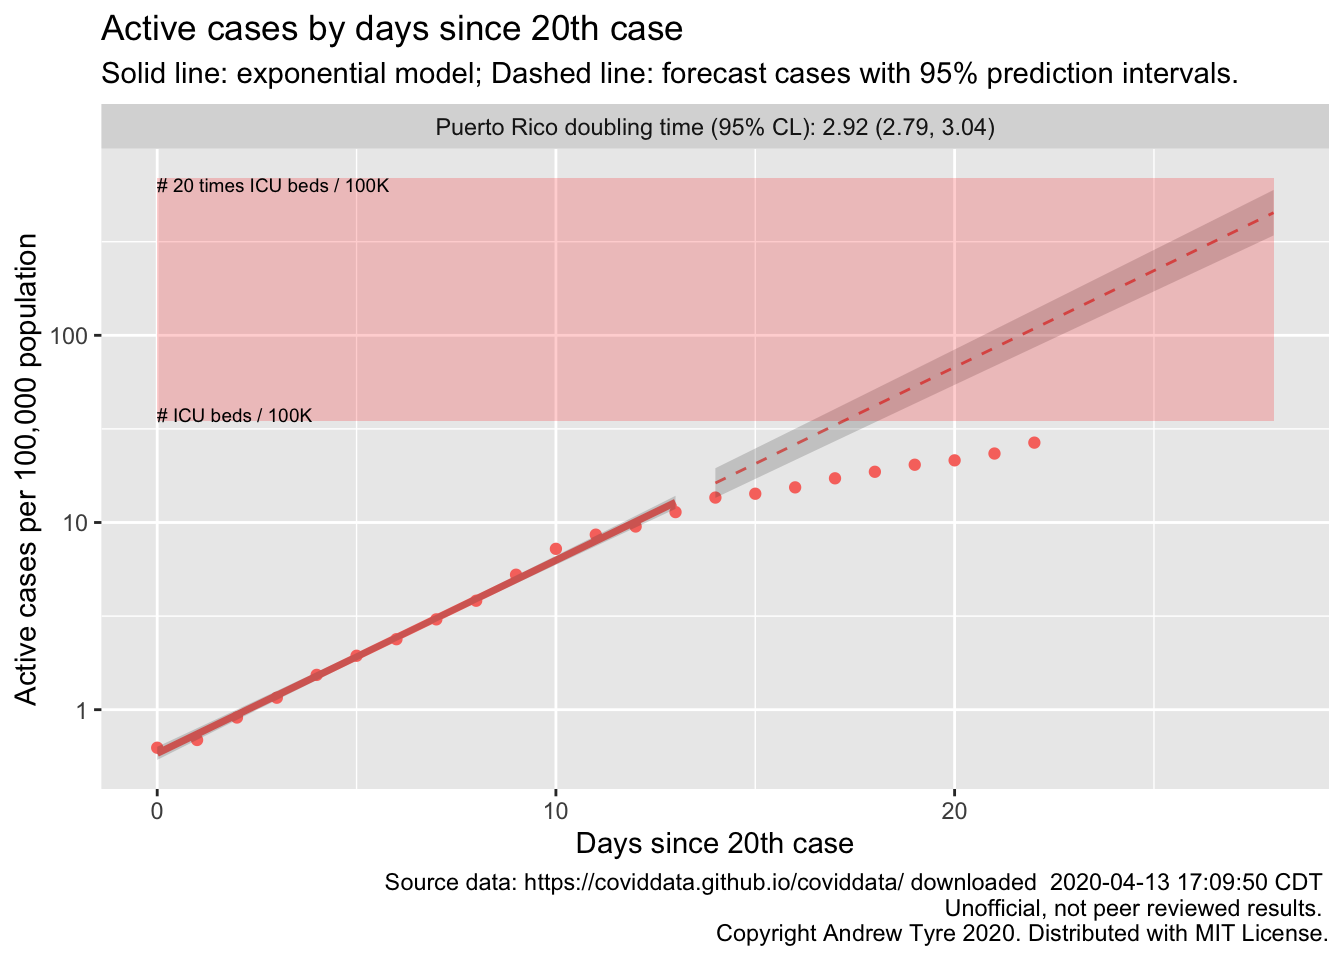 Active cases by days since 20th case
Solid line: exponential model; Dashed line: forecast cases with 95% prediction intervals.
Puerto Rico doubling time (95% CL): 2.92 (2.79, 3.04)
# 20 times ICU beds / 100K
# ICU beds / 100K
Active cases per 100,000 population
100
10
1
0
10
20
Days since 20th case
Source data: https://coviddata.github.io/coviddata/ downloaded  2020-04-13 17:09:50 CDT
Unofficial, not peer reviewed results.
Copyright Andrew Tyre 2020. Distributed with MIT License.